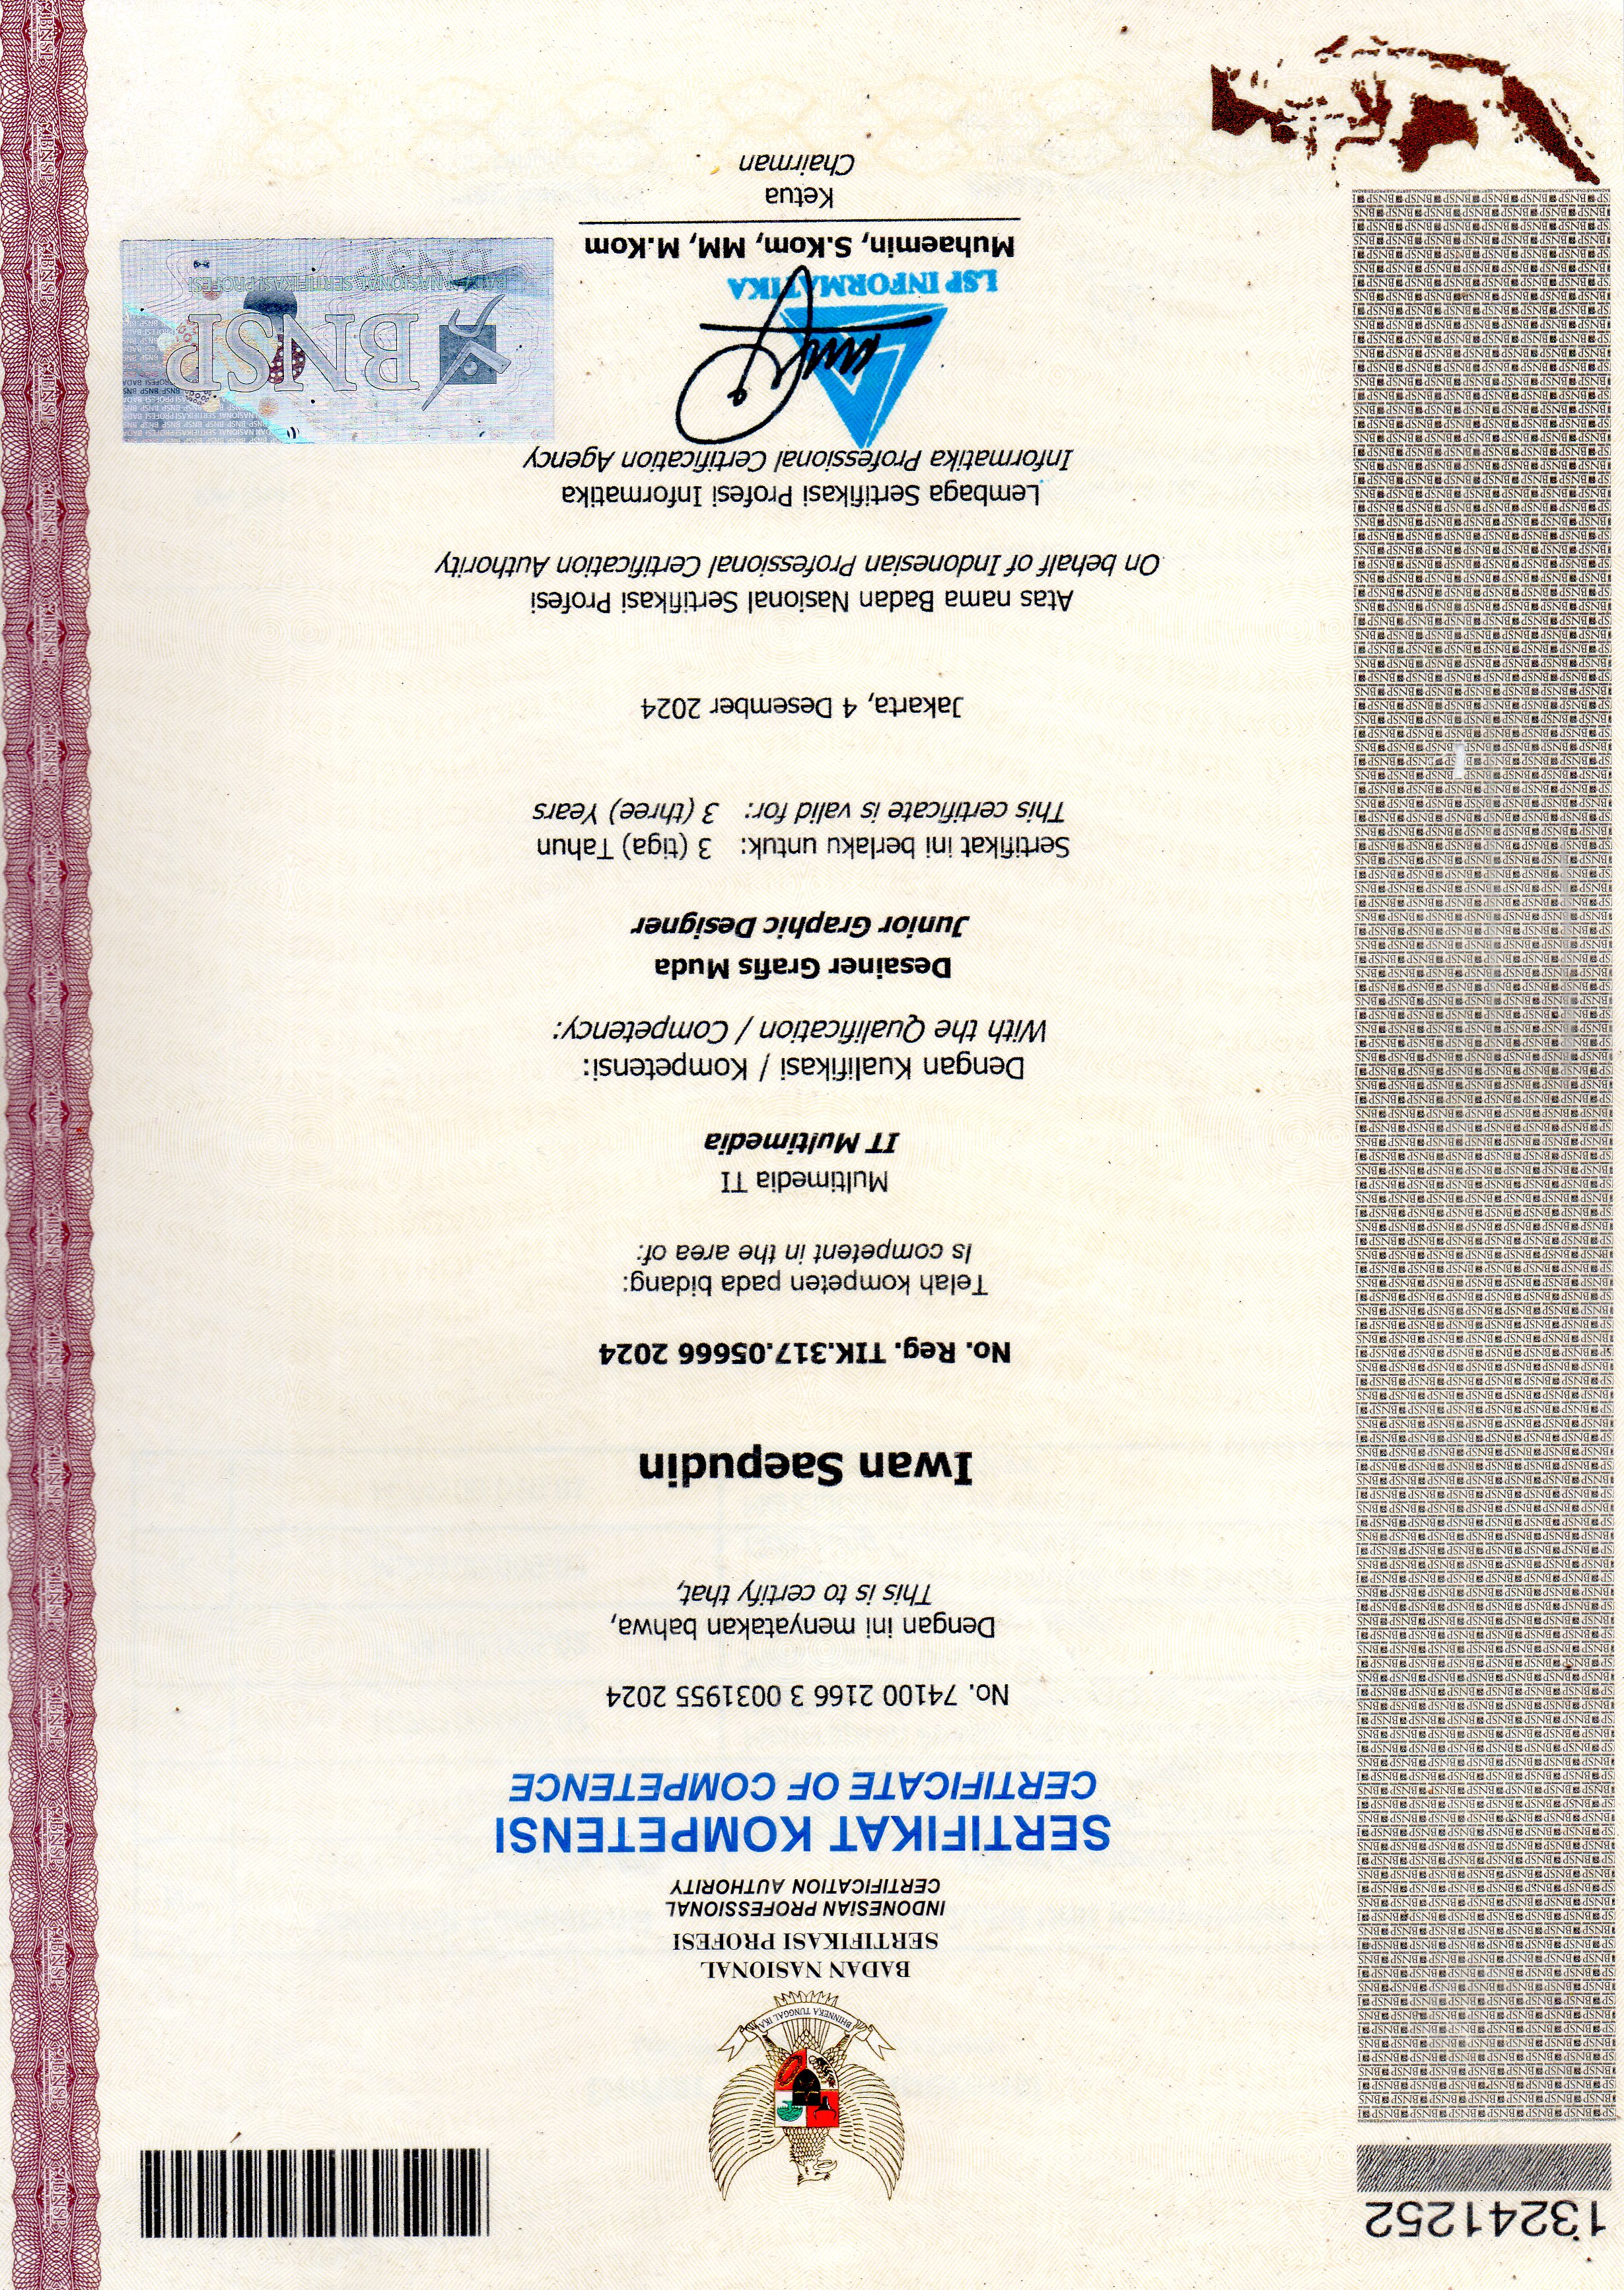 13241252
BHINNEKA TUNGGAL IKA
BADAN NASIONAL
SERTIFIKASI PROFESI
INDONESIAN PROFESSIONAL
CERTIFICATION AUTHORITY
SERTIFIKAT KOMPETENSI
CERTIFICATE OF COMPETENCE
No. 74100 2166 3 0031955 2024
Dengan ini menyatakan bahwa,
This is to certify that,
Iwan Saepudin
No. Reg. TIK.317.05666 2024
Telah kompeten pada bidang:
Is competent in the area of:
Multimedia TI
IT Multimedia
Dengan Kualifikasi / Kompetensi:
With the Qualification / Competency:
Desainer Grafis Muda
Junior Graphic Designer
Sertifikat ini berlaku untuk: 3 (tiga) Tahun
This certificate is valid for: 3 (three) Years
Jakarta, 4 Desember 2024
Atas nama Badan Nasional Sertifikasi Profesi
On behalf of Indonesian Professional Certification Authority
Lembaga Sertifikasi Profesi Informatika
Informatika Professional Certification Agency
LSP INFORMATIKA
BNSP
BADAN NASIONAL SERTIFIKASI PROFESI
Muhaemin, S.Kom, MM, M.Kom
Ketua
Chairman